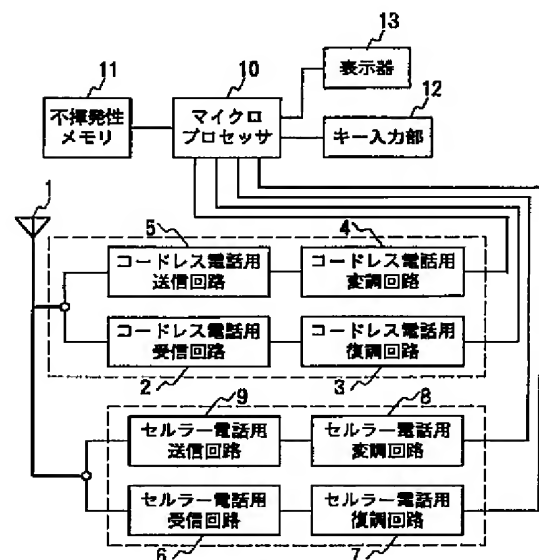 13
11
10
表示器
12
不揮発性
メモリ
マイクロ
プロセッサ
キー入力部
1
5
4
コードレス電話用
送信回路
コードレス電話用
変調回路
コードレス電話用
受信回路
コードレス電話用
復調回路
2
3
9
8
セルラー電話用
送信回路
セルラー電話用
変調回路
セルラー電話用
受信回路
セルラー電話用
復調回路
6
7